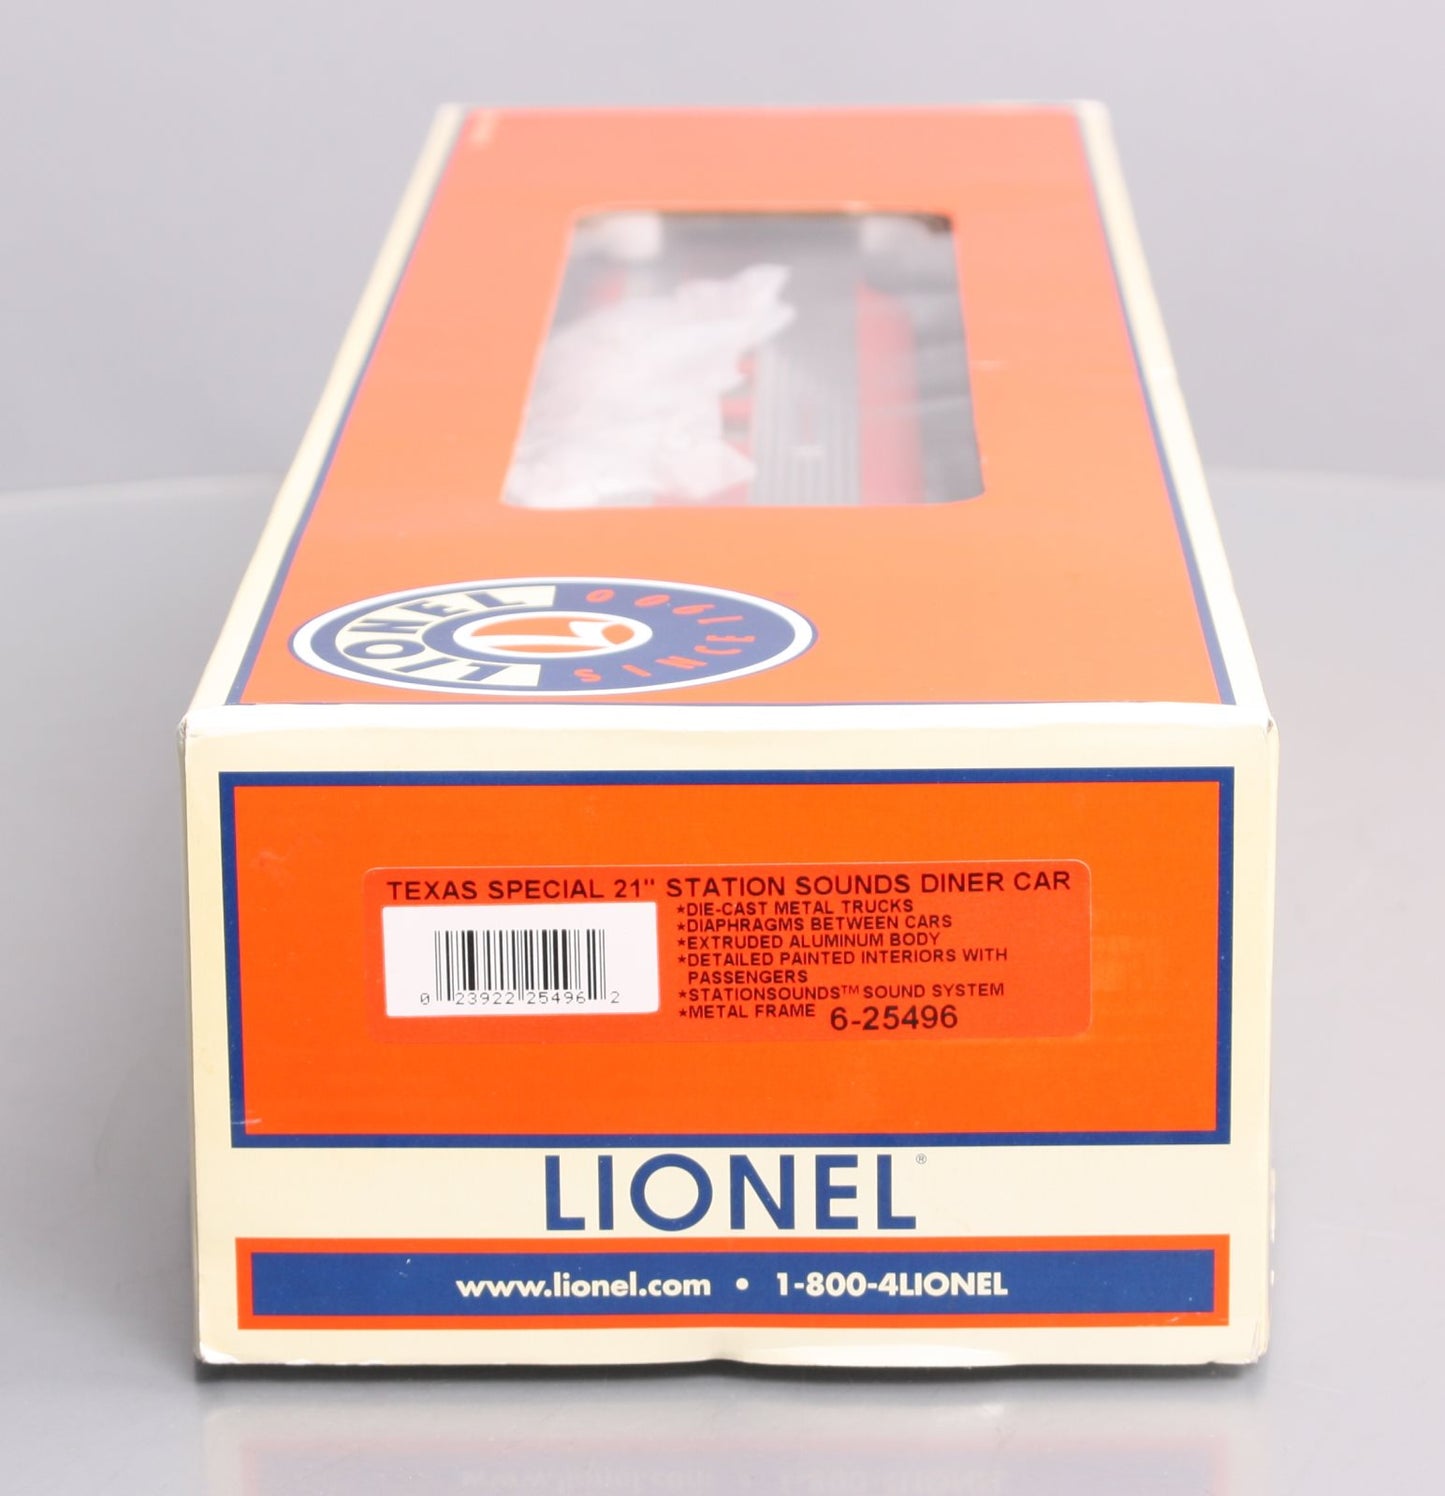 LIONEL
SINCE 1900
TEXAS SPECIAL 21" STATION SOUNDS DINER CAR
*DIE-CAST METAL TRUCKS
*DIAPHRAGMS BETWEEN CARS
*EXTRUDED ALUMINUM BODY
*DETAILED PAINTED INTERIORS WITH
PASSENGERS
*STATIONSOUNDS™ SOUND SYSTEM
*METAL FRAME 6-25496
0 23922 25496 2
LIONEL®
www.lionel.com • 1-800-4LIONEL